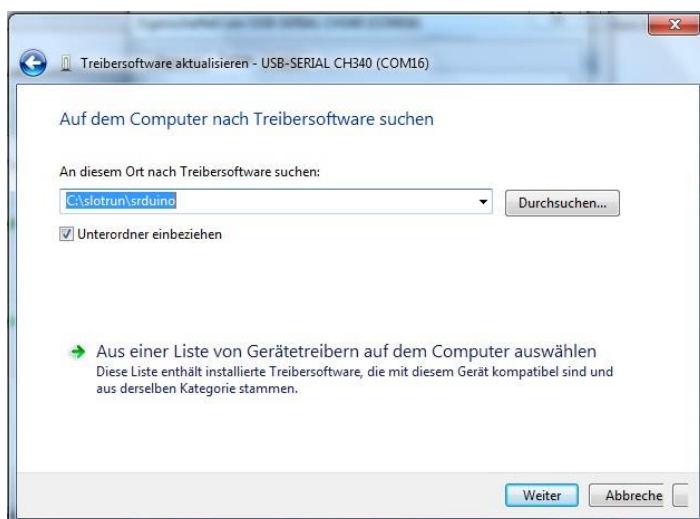 Treibersoftware aktualisieren - USB-SERIAL CH340 (COM16)
Auf dem Computer nach Treibersoftware suchen
An diesem Ort nach Treibersoftware suchen:
C:\slotrun\srduino
Durchsuchen...
Unterordner einbeziehen
Aus einer Liste von Gerätetreibern auf dem Computer auswählen
Diese Liste enthält installierte Treibersoftware, die mit diesem Gerät kompatibel sind und
aus derselben Kategorie stammen.
Weiter
Abbreche